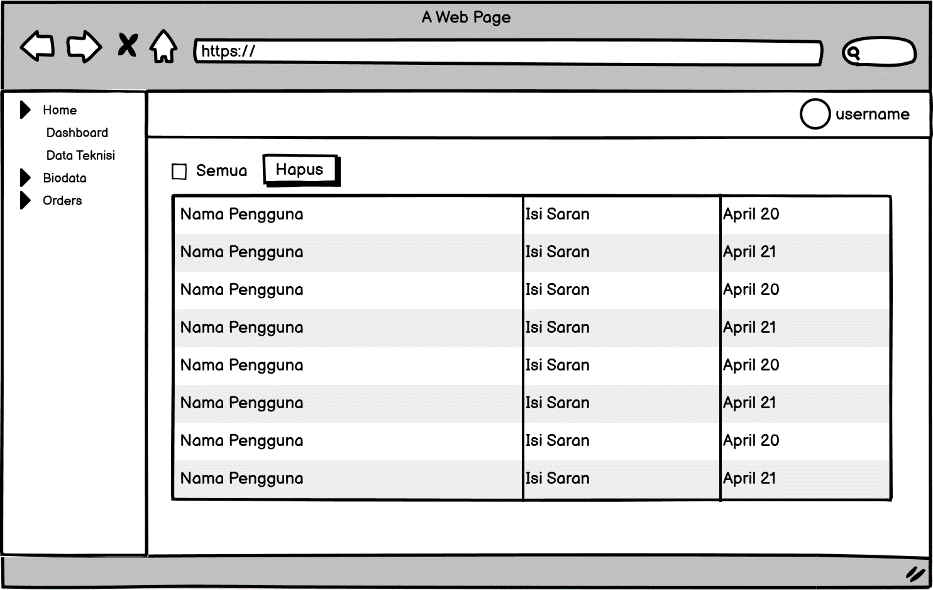 A Web Page
https://
Home
Dashboard
Data Teknisi
Biodata
Orders
username
Semua
Hapus
Nama Pengguna Isi Saran April 20
Nama Pengguna Isi Saran April 21
Nama Pengguna Isi Saran April 20
Nama Pengguna Isi Saran April 21
Nama Pengguna Isi Saran April 20
Nama Pengguna Isi Saran April 21
Nama Pengguna Isi Saran April 20
Nama Pengguna Isi Saran April 21